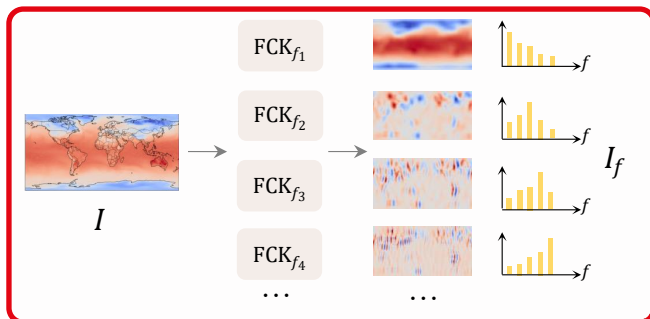 FCK_{f_1}
f
FCK_{f_2}
f
I_f
FCK_{f_3}
f
I
FCK_{f_4}
f
... ...